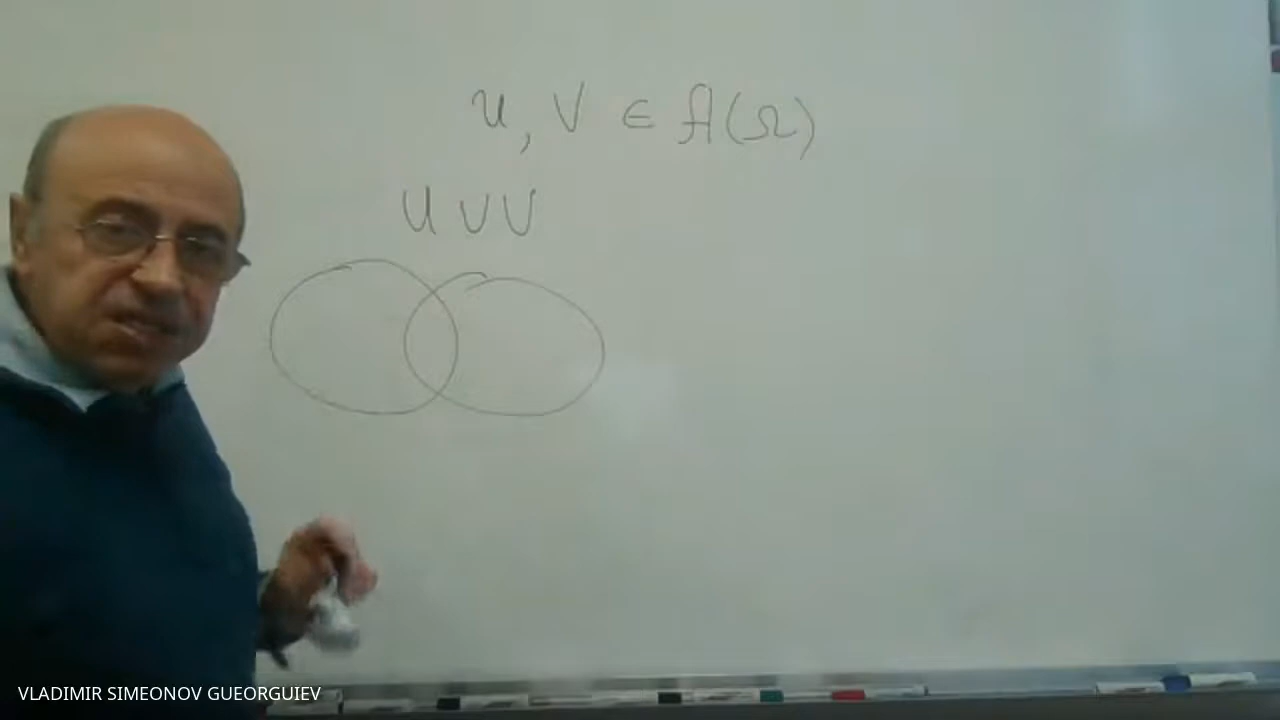 u, V ∈ A(Ω)
U ∪ V
VLADIMIR SIMEONOV GUEORGUIEV